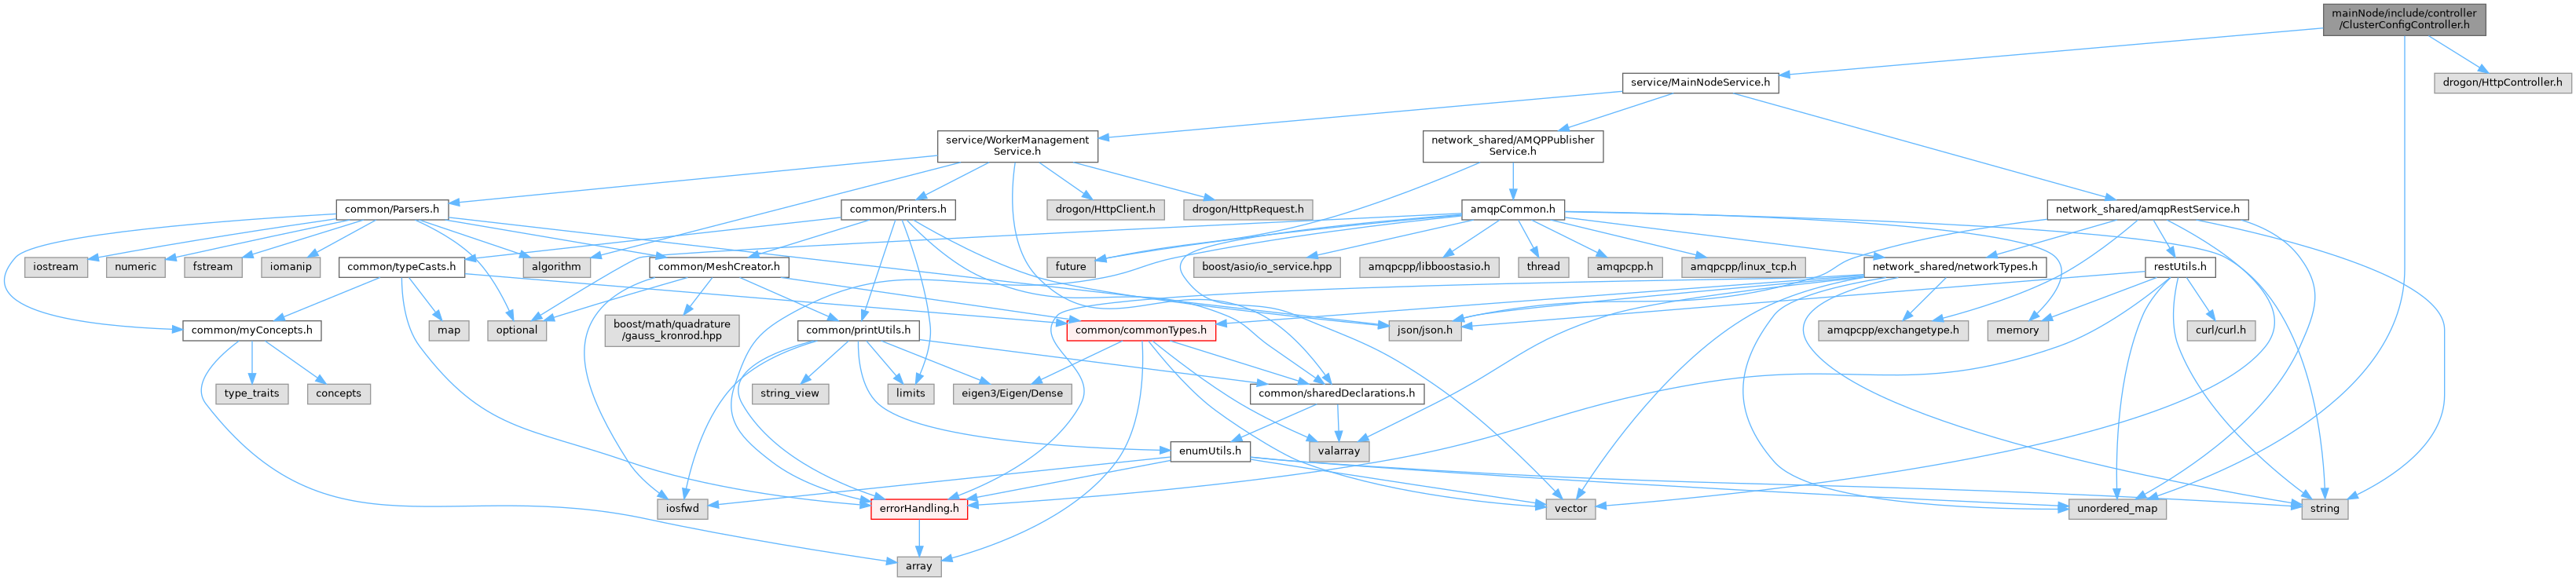 mainNode/include/controller
/ClusterConfigController.h
service/MainNodeService.h
drogon/HttpController.h
service/WorkerManagement
Service.h
network_shared/AMQPPublisher
Service.h
common/Parsers.h
common/Printers.h
drogon/HttpClient.h
drogon/HttpRequest.h
amqpCommon.h
network_shared/amqpRestService.h
iostream
numeric
fstream
iomanip
common/typeCasts.h
algorithm
common/MeshCreator.h
future
boost/asio/io_service.hpp
amqpcpp/libboostasio.h
thread
amqpcpp.h
amqpcpp/linux_tcp.h
network_shared/networkTypes.h
restUtils.h
common/myConcepts.h
map
optional
boost/math/quadrature
/gauss_kronrod.hpp
common/printUtils.h
common/commonTypes.h
json/json.h
amqpcpp/exchangetype.h
memory
curl/curl.h
type_traits
concepts
string_view
limits
eigen3/Eigen/Dense
common/sharedDeclarations.h
enumUtils.h
valarray
iosfwd
errorHandling.h
vector
unordered_map
string
array